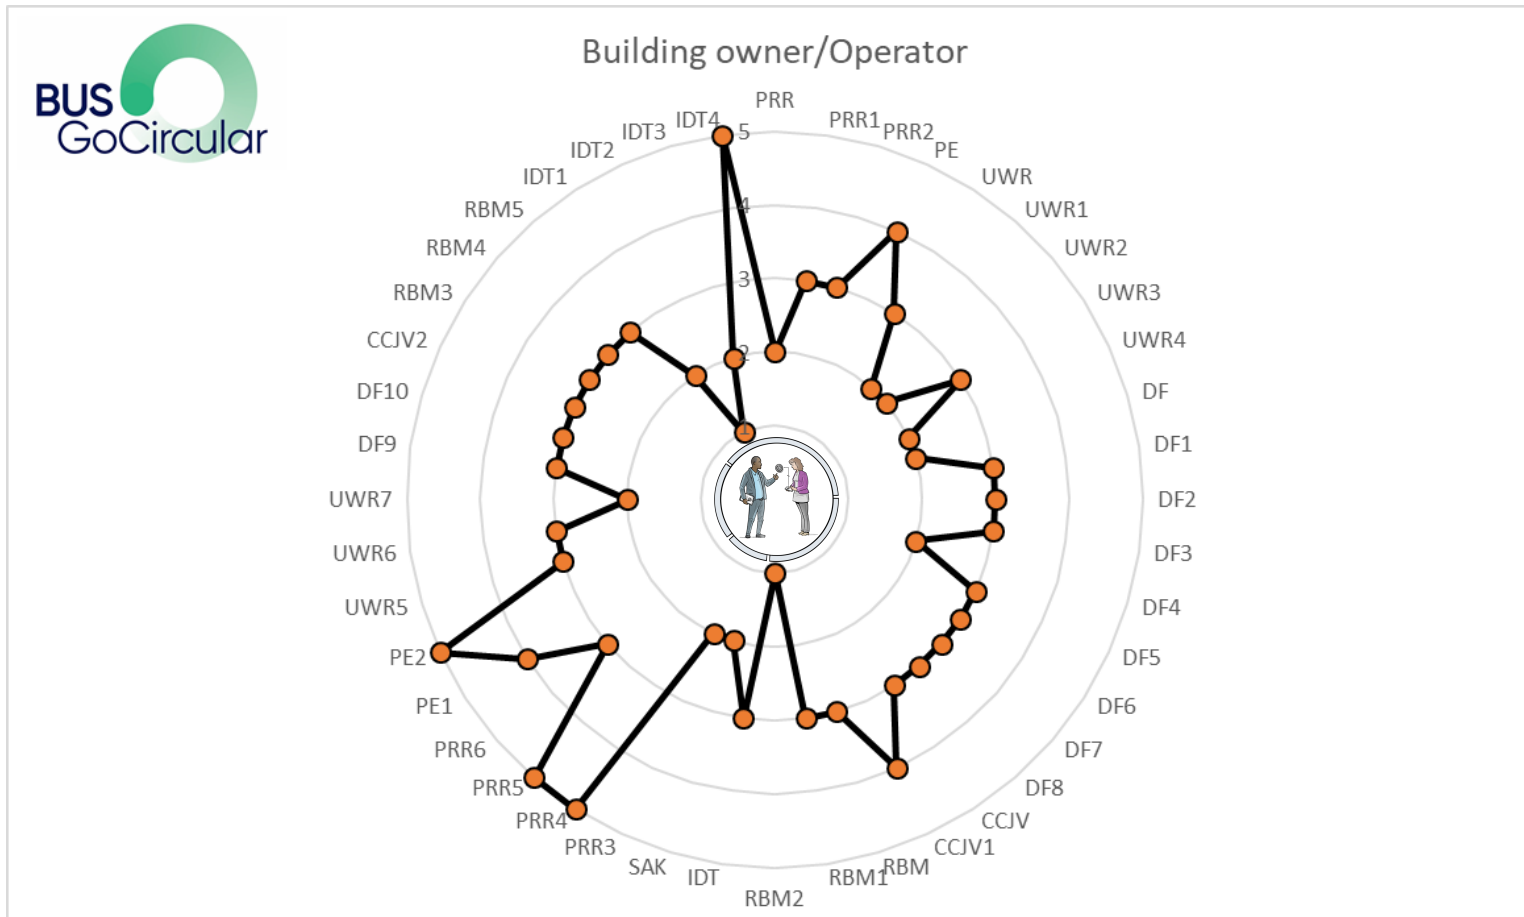 BUS
GoCircular
Building owner/Operator
PRR
PRR1
PRR2
PE
UWR
UWR1
UWR2
UWR3
UWR4
DF
DF1
DF2
DF3
DF4
DF5
DF6
DF7
DF8
CCJV
CCJV1
RBM
RBM1
RBM2
IDT
SAK
PRR3
PRR4
PRR5
PRR6
PE1
PE2
UWR5
UWR6
UWR7
DF9
DF10
CCJV2
RBM3
RBM4
RBM5
IDT1
IDT2
IDT3
IDT4
5
4
3
2
1